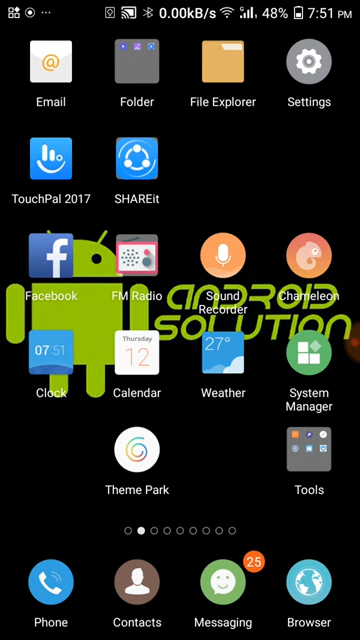 0.00kB/s 48% 7:51 PM
@
Email Folder File Explorer Settings
TouchPal 2017 SHAREit
ANDROID
SOLUTION
Facebook FM Radio Sound Recorder Chameleon
07:51
Thursday
12
27°
Clock Calendar Weather System Manager
Theme Park Tools
25
Phone Contacts Messaging Browser